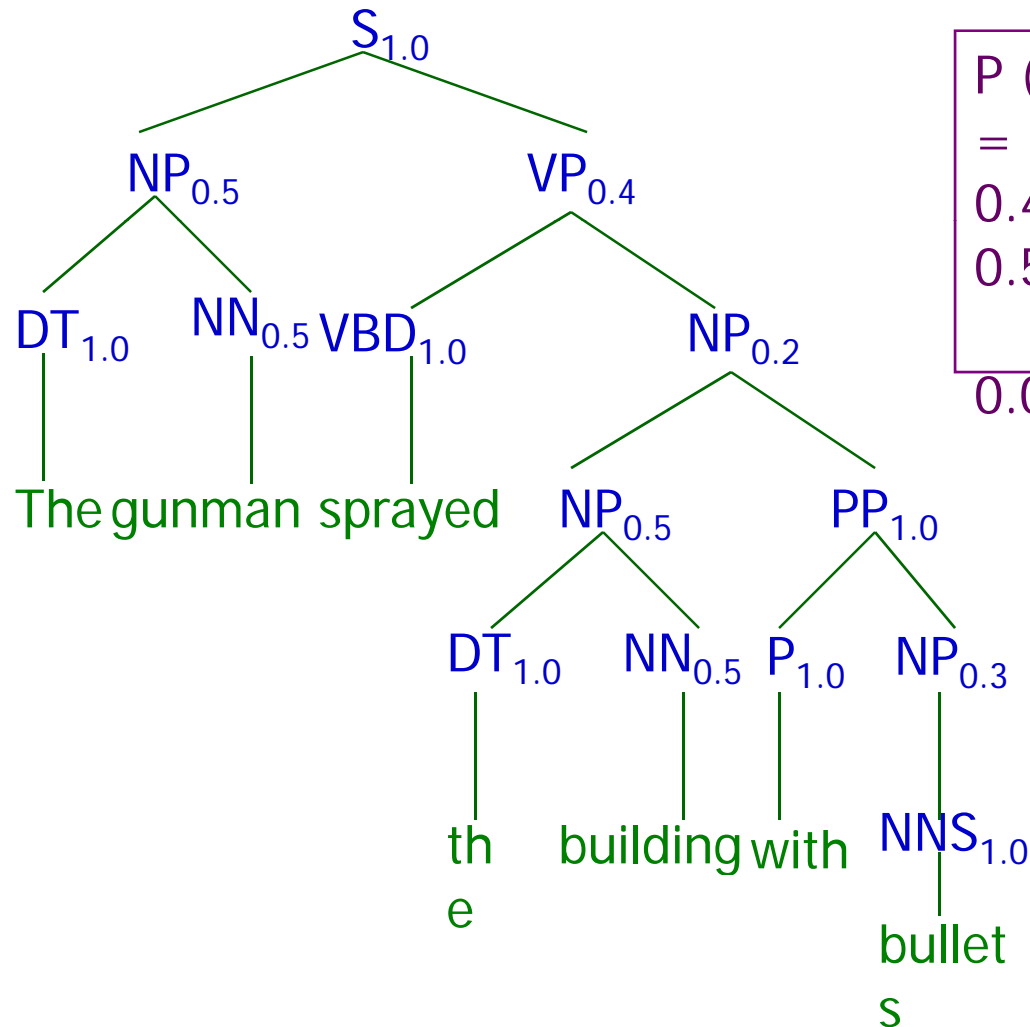 S1.0
P (
=
0.4
0.5
0.0
NP0.5 VP0.4
DT1.0 NN0.5 VBD1.0 NP0.2
The gunman sprayed NP0.5 PP1.0
DT1.0 NN0.5 P1.0 NP0.3
th
e
building with NNS1.0
bullet
s